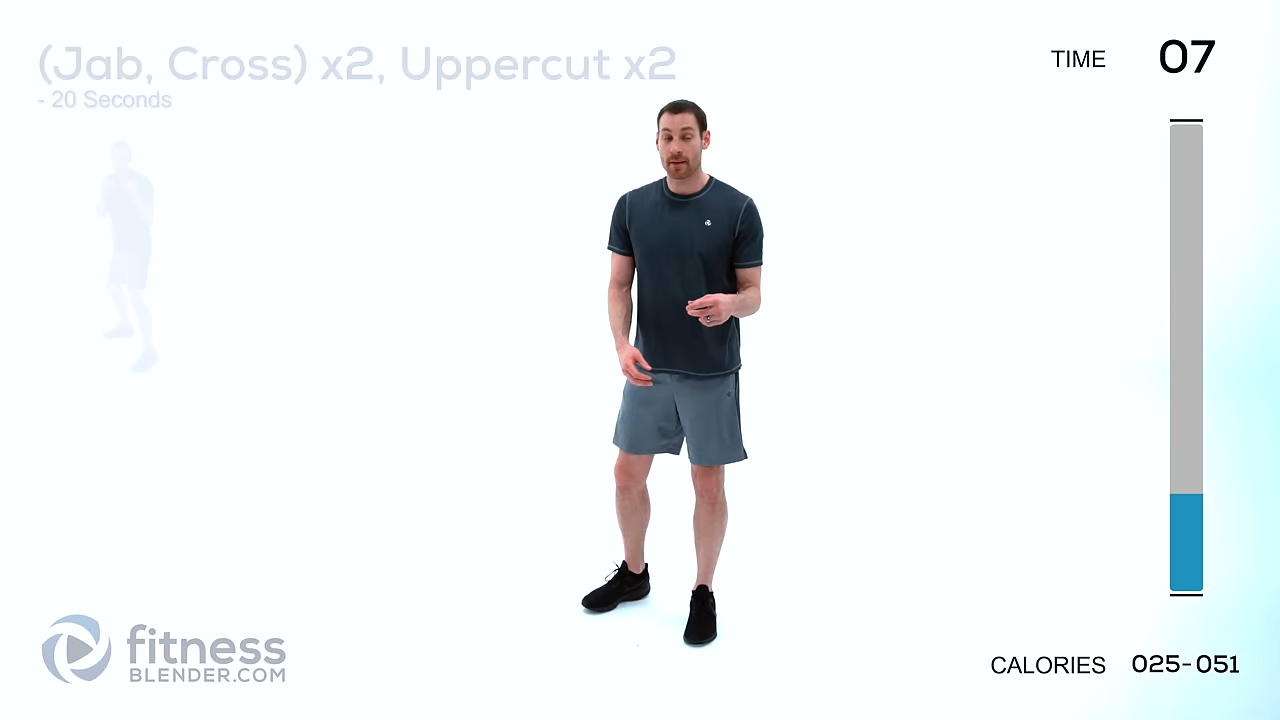 (Jab, Cross) x2, Uppercut x2
- 20 Seconds
TIME 07
fitness
BLENDER.COM
CALORIES 025-051